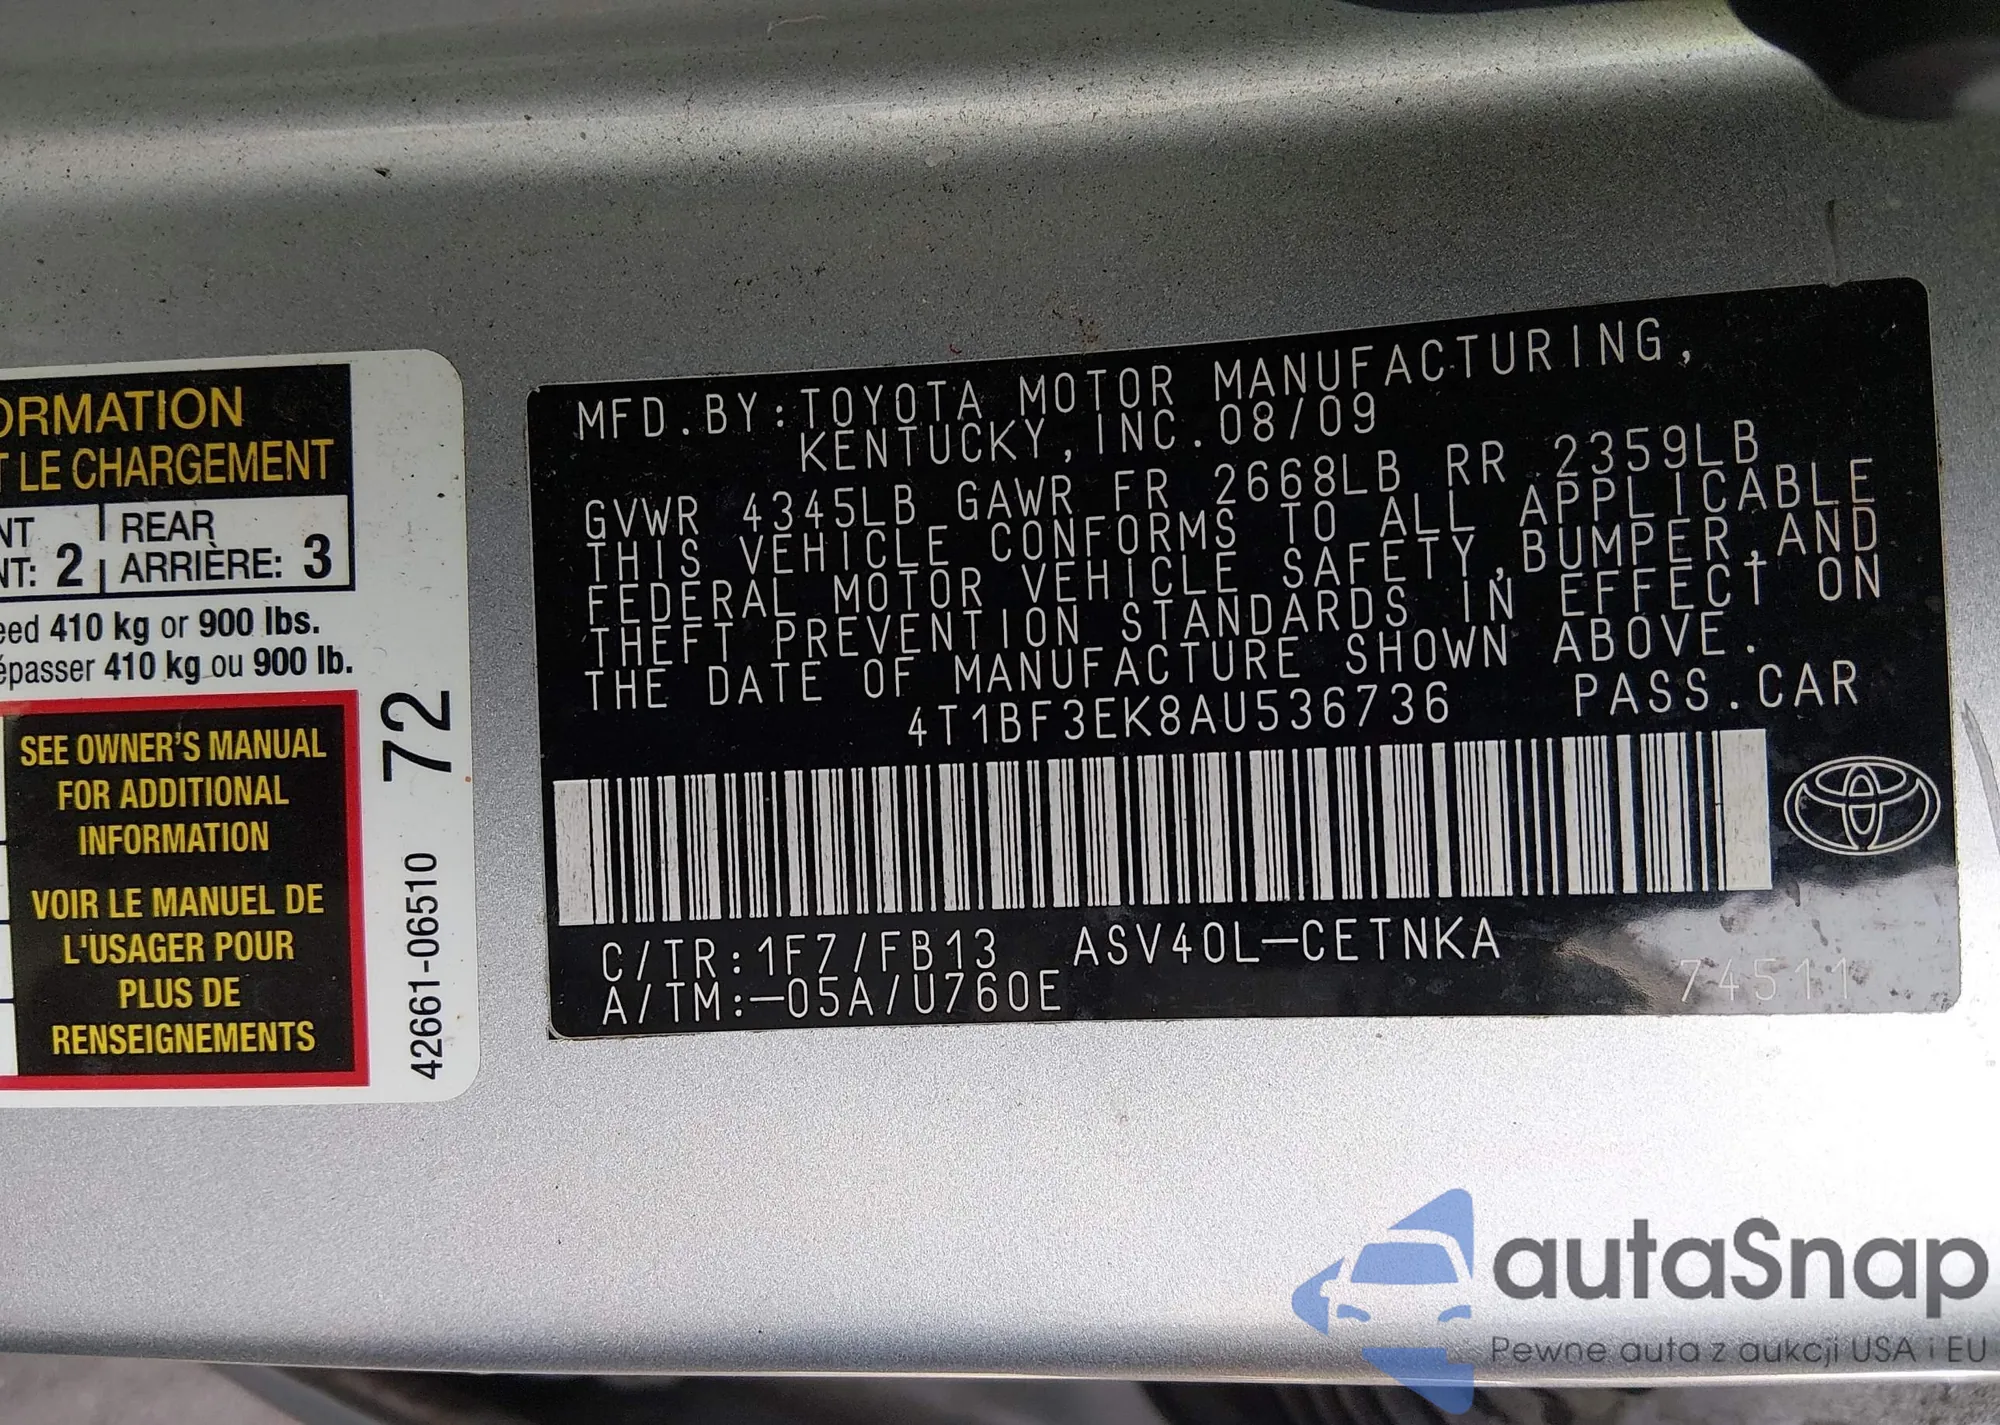 ORMATION
T LE CHARGEMENT
NT
NT: 2
REAR
ARRIÈRE: 3
eed 410 kg or 900 lbs.
épasser 410 kg ou 900 lb.
SEE OWNER'S MANUAL
FOR ADDITIONAL
INFORMATION
VOIR LE MANUEL DE
L'USAGER POUR
PLUS DE
RENSEIGNEMENTS
42661-06510 72
MFD.BY:TOYOTA MOTOR MANUFACTURING,
KENTUCKY,INC.08/09
GVWR 4345LB GAWR FR 2668LB RR 2359LB
THIS VEHICLE CONFORMS TO ALL APPLICABLE
FEDERAL MOTOR VEHICLE SAFETY,BUMPER,AND
THEFT PREVENTION STANDARDS IN EFFECT ON
THE DATE OF MANUFACTURE SHOWN ABOVE.
4T1BF3EK8AU536736 PASS.CAR
C/TR:1F7/FB13 ASV40L-CETNKA
A/TM:-05A/U760E
74511
autaSnap
Pewne auta z aukcji USA i EU